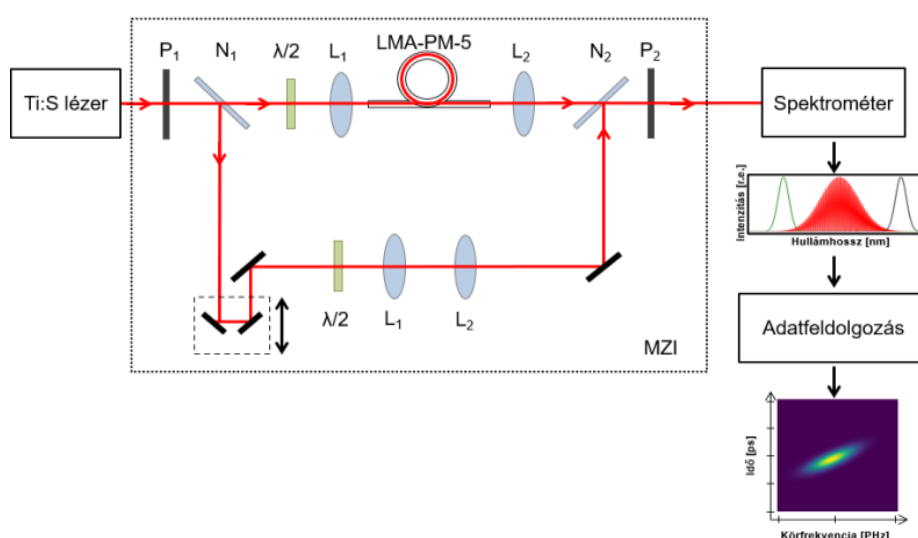 Ti:S lézer
P1
N1
λ/2
L1
LMA-PM-5
L2
N2
P2
λ/2
L1
L2
MZI
Spektrométer
Intenzitás [r.e.]
Hullámhossz [nm]
Adatfeldolgozás
Idő [ps]
Körfrekvencia [PHz]